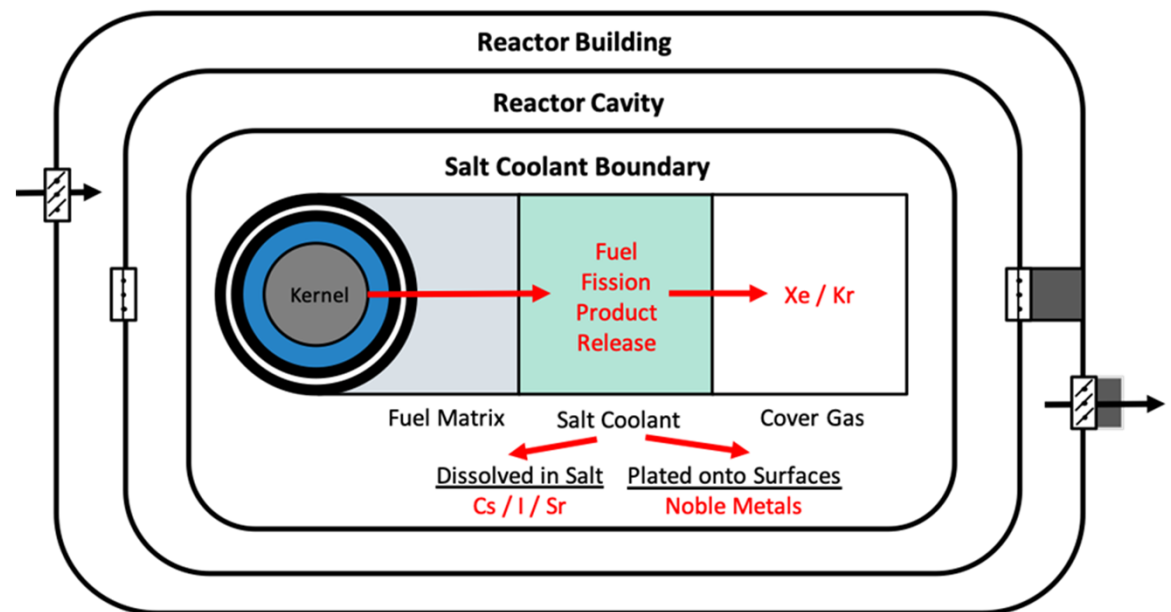 Reactor Building
Reactor Cavity
Salt Coolant Boundary
Kernel
Fuel
Fission
Product
Release
Xe / Kr
Fuel Matrix
Salt Coolant
Cover Gas
Dissolved in Salt
Plated onto Surfaces
Cs / I / Sr
Noble Metals